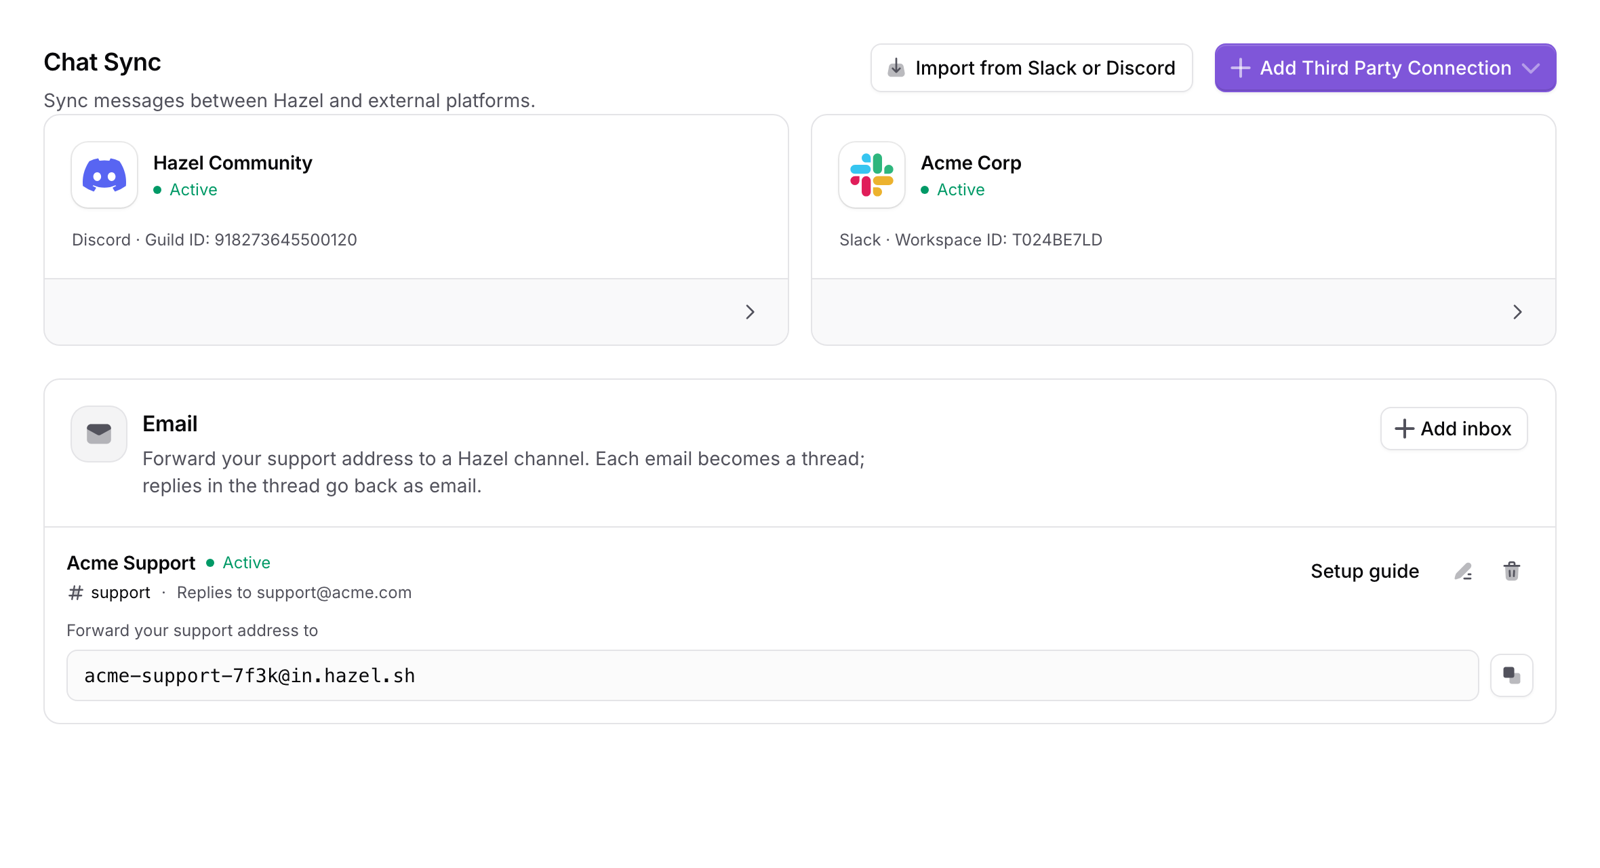 Chat Sync
Sync messages between Hazel and external platforms.
Import from Slack or Discord
Add Third Party Connection
Hazel Community
Active
Discord · Guild ID: 918273645500120
Acme Corp
Active
Slack · Workspace ID: T024BE7LD
Email
Forward your support address to a Hazel channel. Each email becomes a thread;
replies in the thread go back as email.
Add inbox
Acme Support Active
# support · Replies to support@acme.com
Setup guide
Forward your support address to
acme-support-7f3k@in.hazel.sh